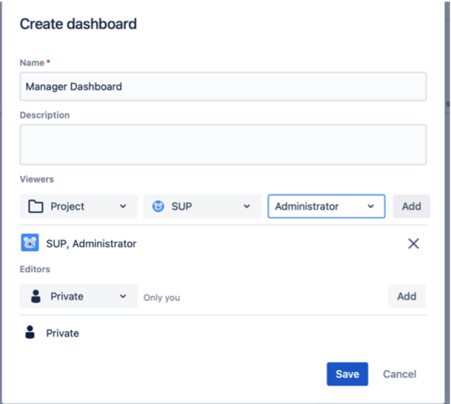 Create dashboard
Name*
Manager Dashboard
Description
Viewers
Project SUP Administrator Add
SUP, Administrator
Editors
Private Only you Add
Private
Save Cancel